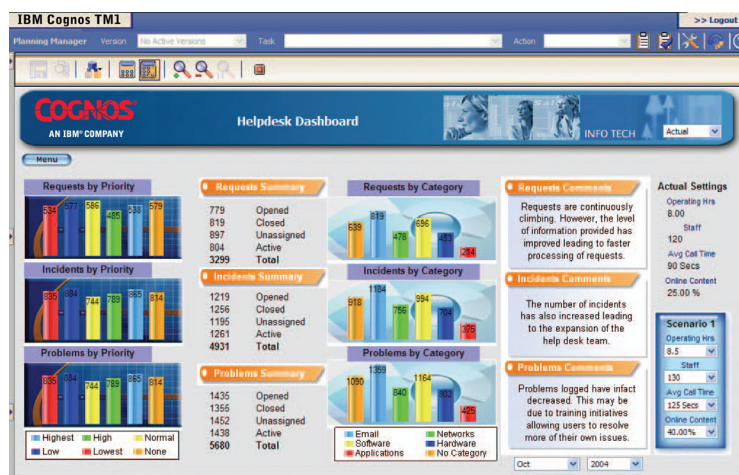 IBM Cognos TM1
>> Logout
Planning Manager Version No Active Versions Task Action
COGNOS
AN IBM® COMPANY
Helpdesk Dashboard
INFO TECH
Actual
Menu
Requests by Priority
534 577 586 485 538 579
Incidents by Priority
835 884 744 789 865 814
Problems by Priority
835 884 744 789 865 814
Highest High Normal
Low Lowest None
Requests Summary
779 Opened
819 Closed
897 Unassigned
804 Active
3299 Total
Incidents Summary
1219 Opened
1256 Closed
1195 Unassigned
1261 Active
4931 Total
Problems Summary
1435 Opened
1355 Closed
1452 Unassigned
1438 Active
5680 Total
Requests by Category
639 819 478 696 453
Incidents by Category
918 1184 756 994 704 375
Problems by Category
1090 1359 840 1164 802 425
Email Networks
Software Hardware
Applications No Category
Requests Comments
Requests are continuously
climbing. However, the level
of information provided has
improved leading to faster
processing of requests.
Incidents Comments
The number of incidents
has also increased leading
to the expansion of the
help desk team.
Problems Comments
Problems logged have infact
decreased. This may be
due to training initiatives
allowing users to resolve
more of their own issues.
Oct 2004
Actual Settings
Operating Hrs
8.00
Staff
120
Avg Call Time
90 Secs
Online Content
25.00 %
Scenario 1
Operating Hrs
8.5
Staff
130
Avg Call Time
125 Secs
Online Content
40.00%